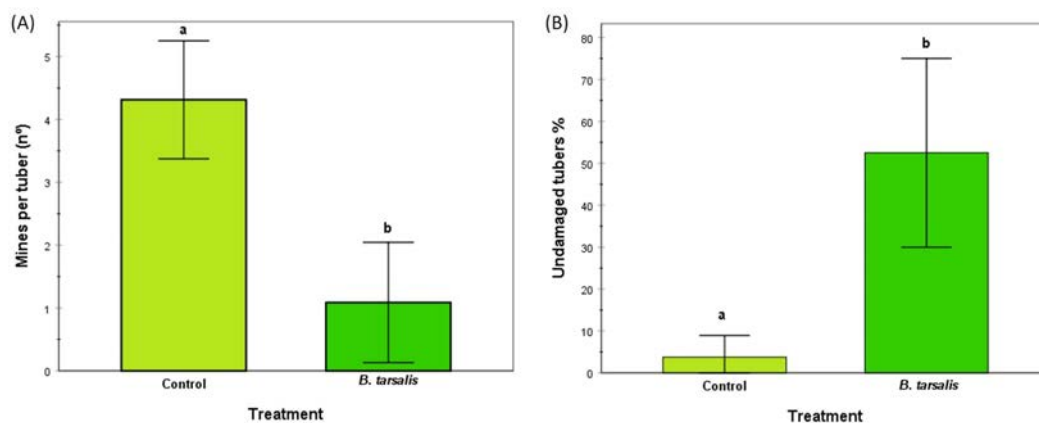 (A)
Mines per tuber (nº)
5
4
3
2
1
0
a
b
Control
B. tarsalis
Treatment
(B)
Undamaged tubers %
80
70
60
50
40
30
20
10
0
a
b
Control
B. tarsalis
Treatment